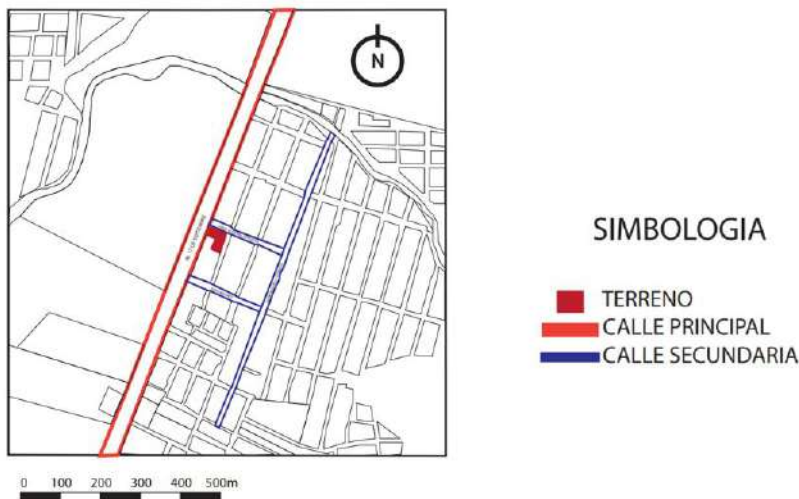 N
SIMBOLOGIA
TERRENO
CALLE PRINCIPAL
CALLE SECUNDARIA
0 100 200 300 400 500m